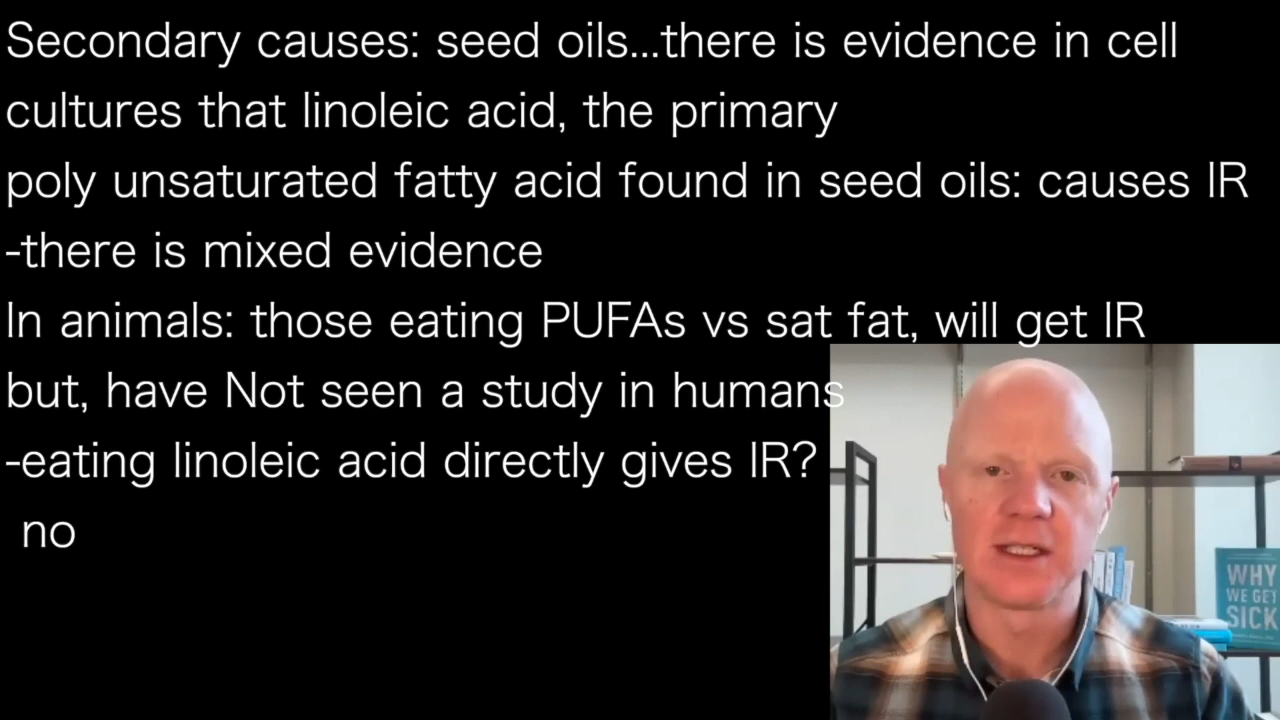 Secondary causes: seed oils...there is evidence in cell
cultures that linoleic acid, the primary
poly unsaturated fatty acid found in seed oils: causes IR
-there is mixed evidence
In animals: those eating PUFAs vs sat fat, will get IR
but, have Not seen a study in humans
-eating linoleic acid directly gives IR?
no
WHY
WE GET
SICK